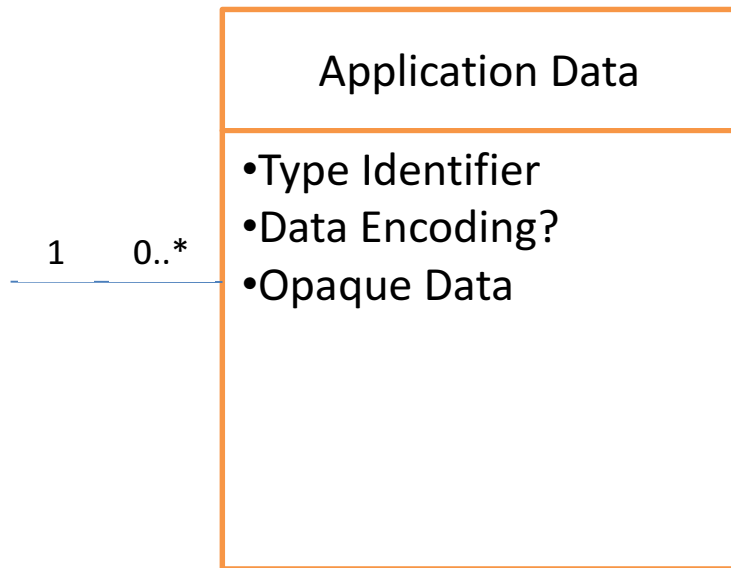 Application Data
•Type Identifier
•Data Encoding?
1 0..*
•Opaque Data